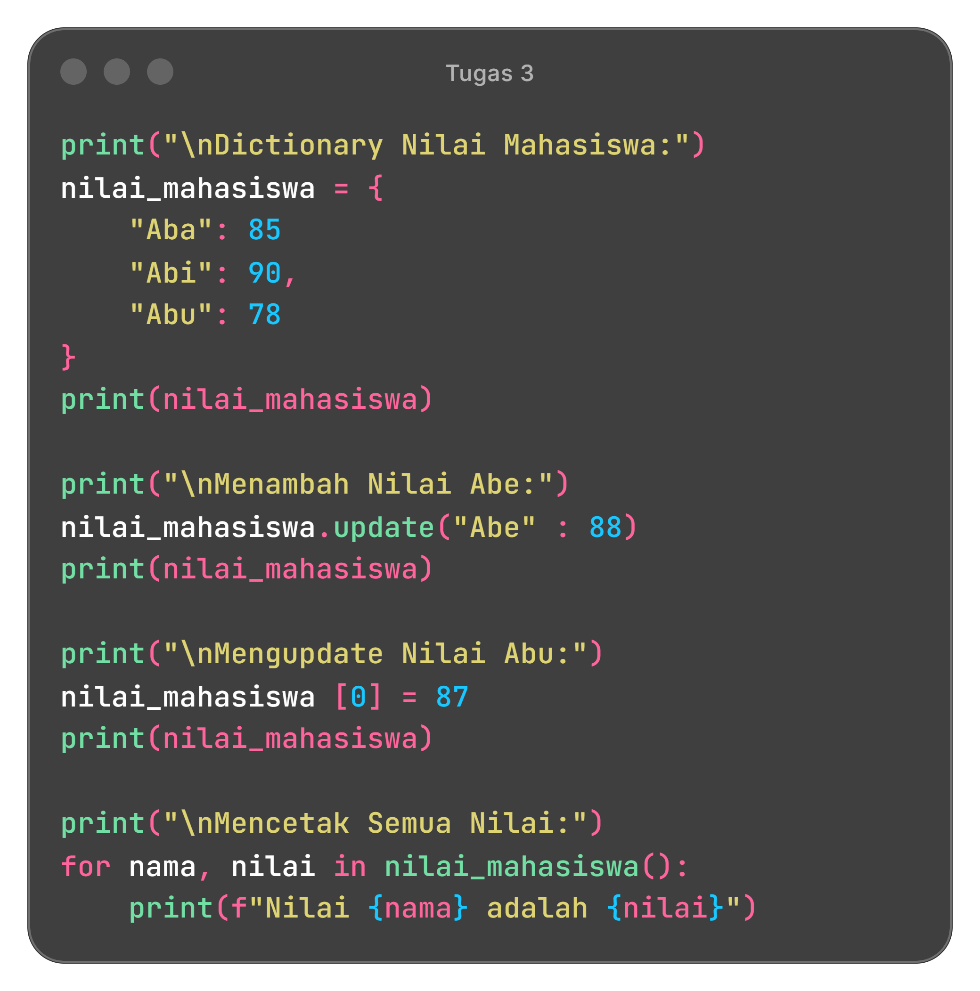 Tugas 3
print("\nDictionary Nilai Mahasiswa:")
nilai_mahasiswa = {
    "Aba": 85
    "Abi": 90,
    "Abu": 78
}
print(nilai_mahasiswa)

print("\nMenambah Nilai Abe:")
nilai_mahasiswa.update("Abe" : 88)
print(nilai_mahasiswa)

print("\nMengupdate Nilai Abu:")
nilai_mahasiswa [0] = 87
print(nilai_mahasiswa)

print("\nMencetak Semua Nilai:")
for nama, nilai in nilai_mahasiswa():
    print(f"Nilai {nama} adalah {nilai}")